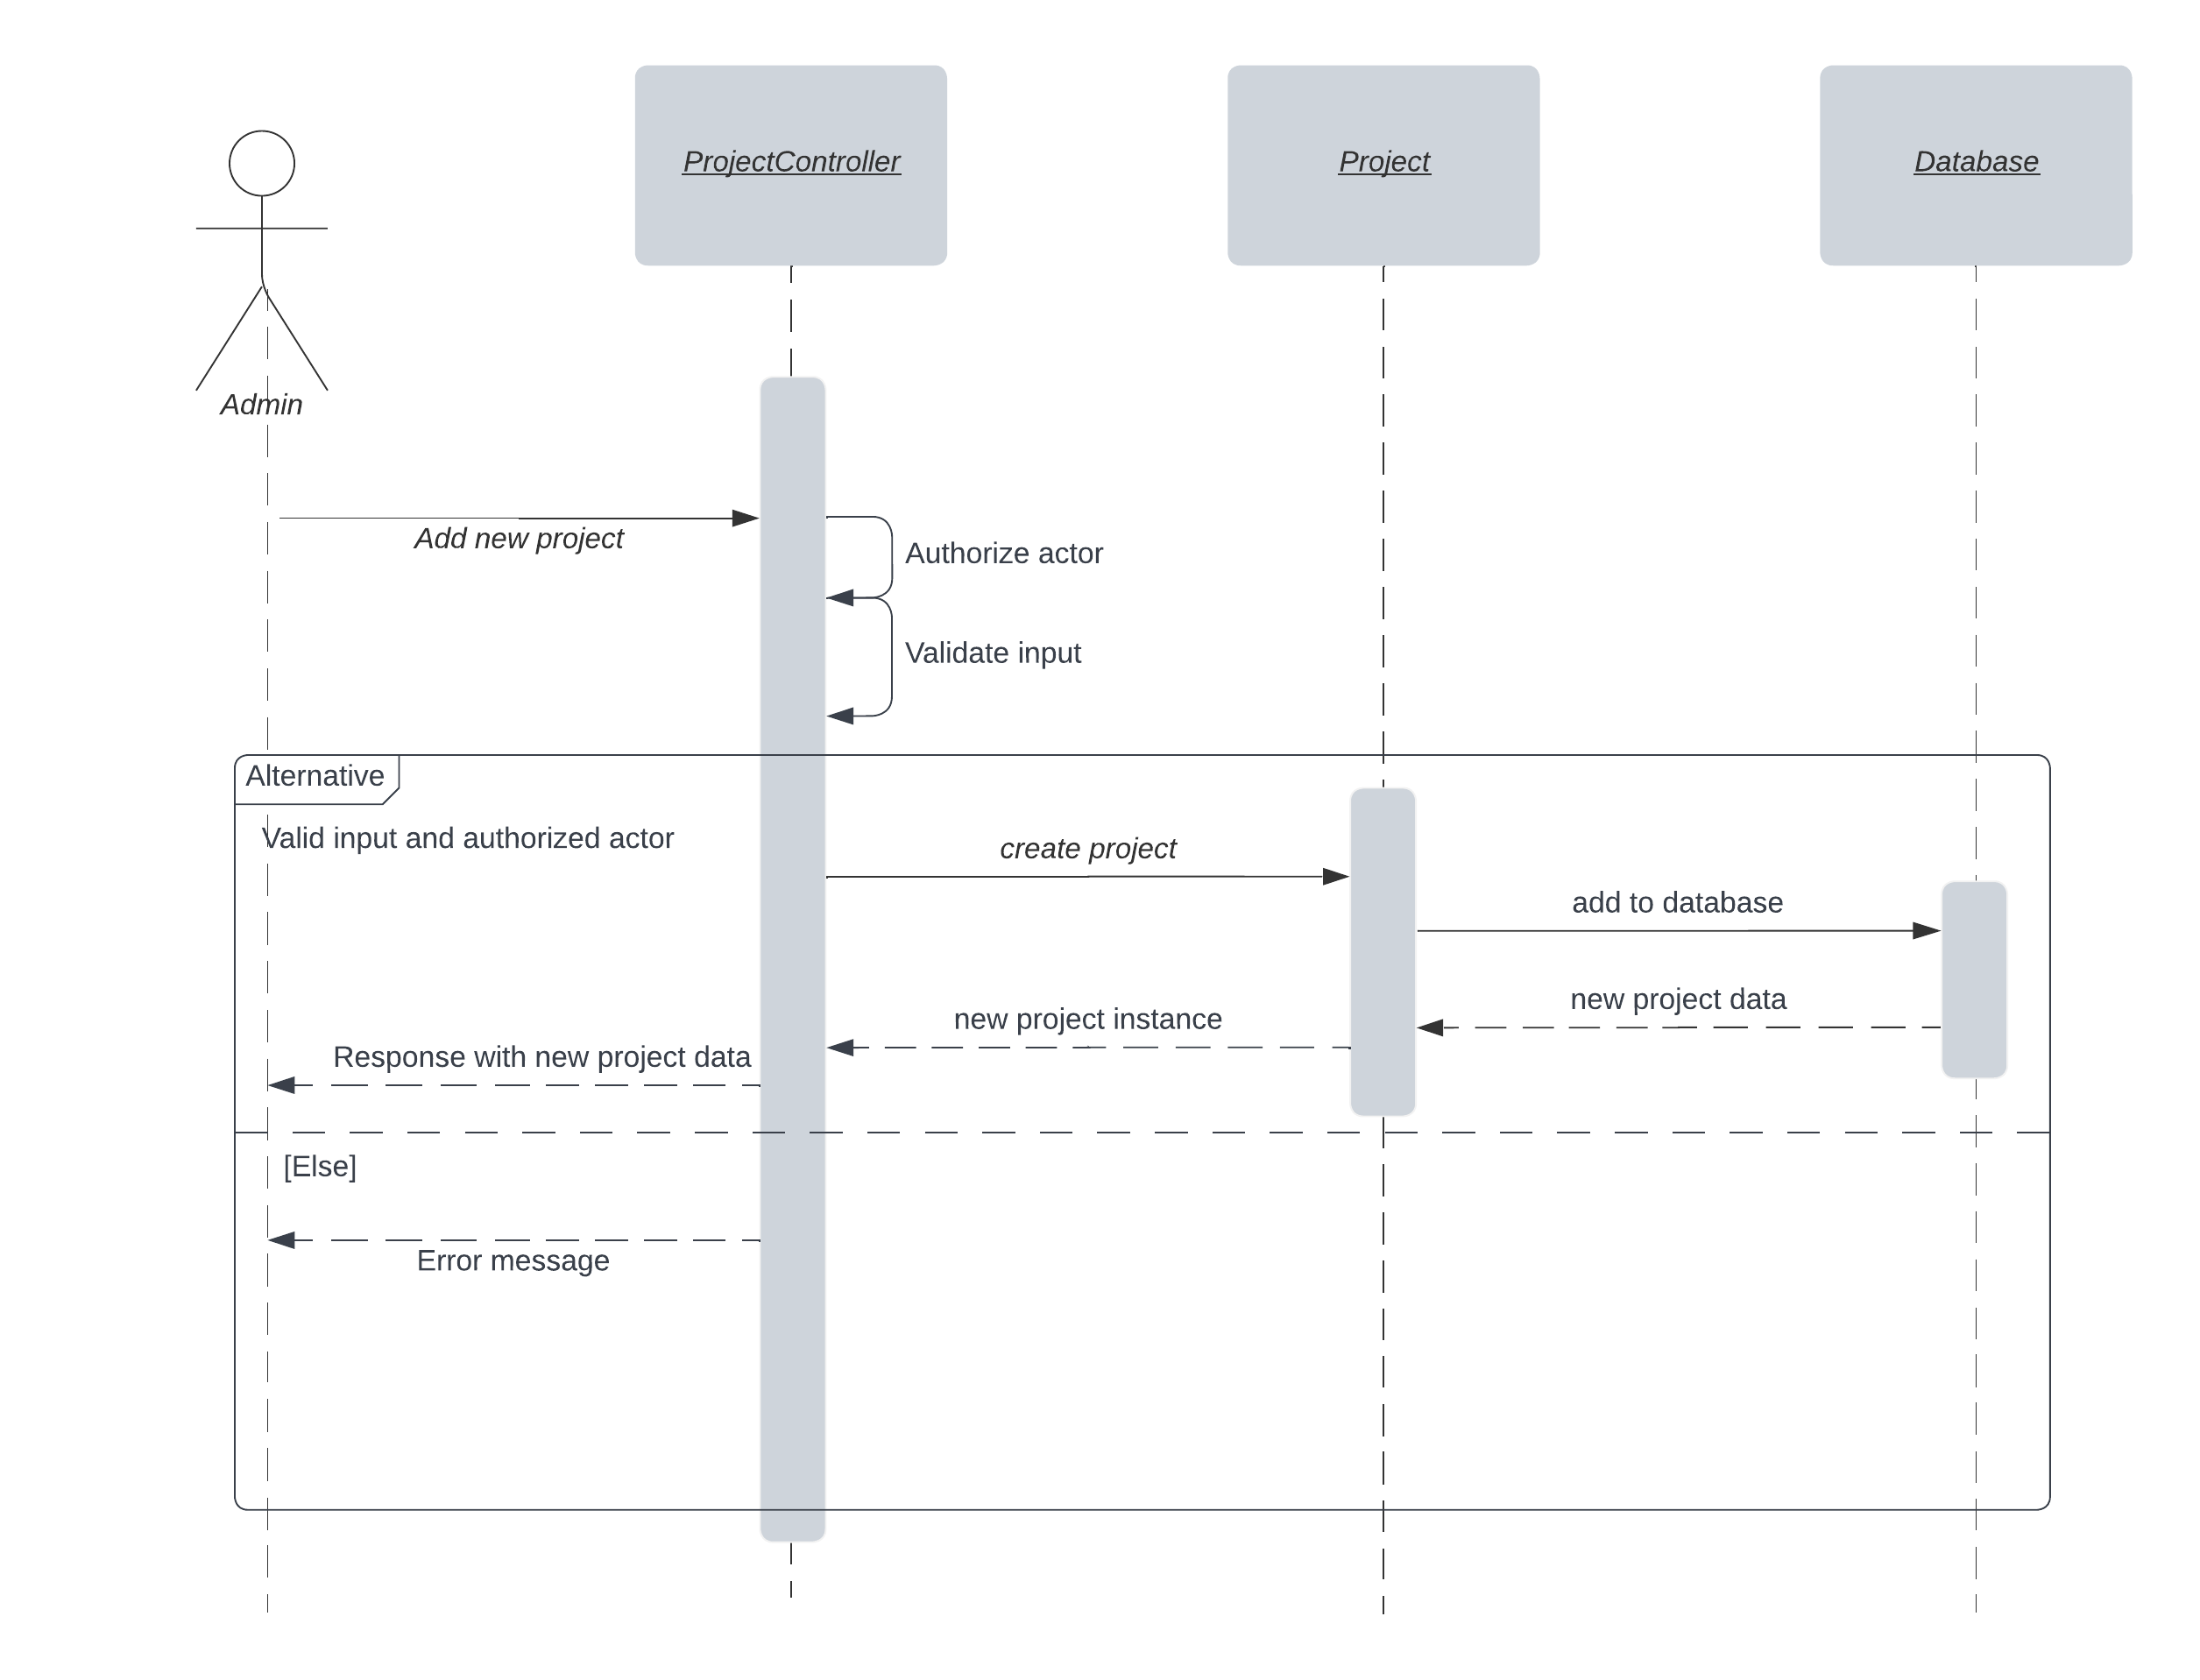 ProjectController
Project
Database
Admin
Add new project
Authorize actor
Validate input
Alternative
Valid input and authorized actor
create project
add to database
new project data
new project instance
Response with new project data
[Else]
Error message